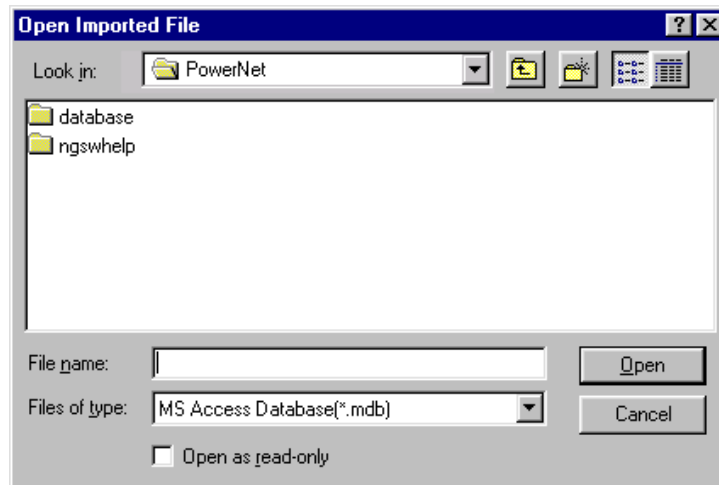 Open Imported File
Look in: PowerNet
database
ngswhelp
File name: Open
Files of type: MS Access Database(*.mdb) Cancel
Open as read-only